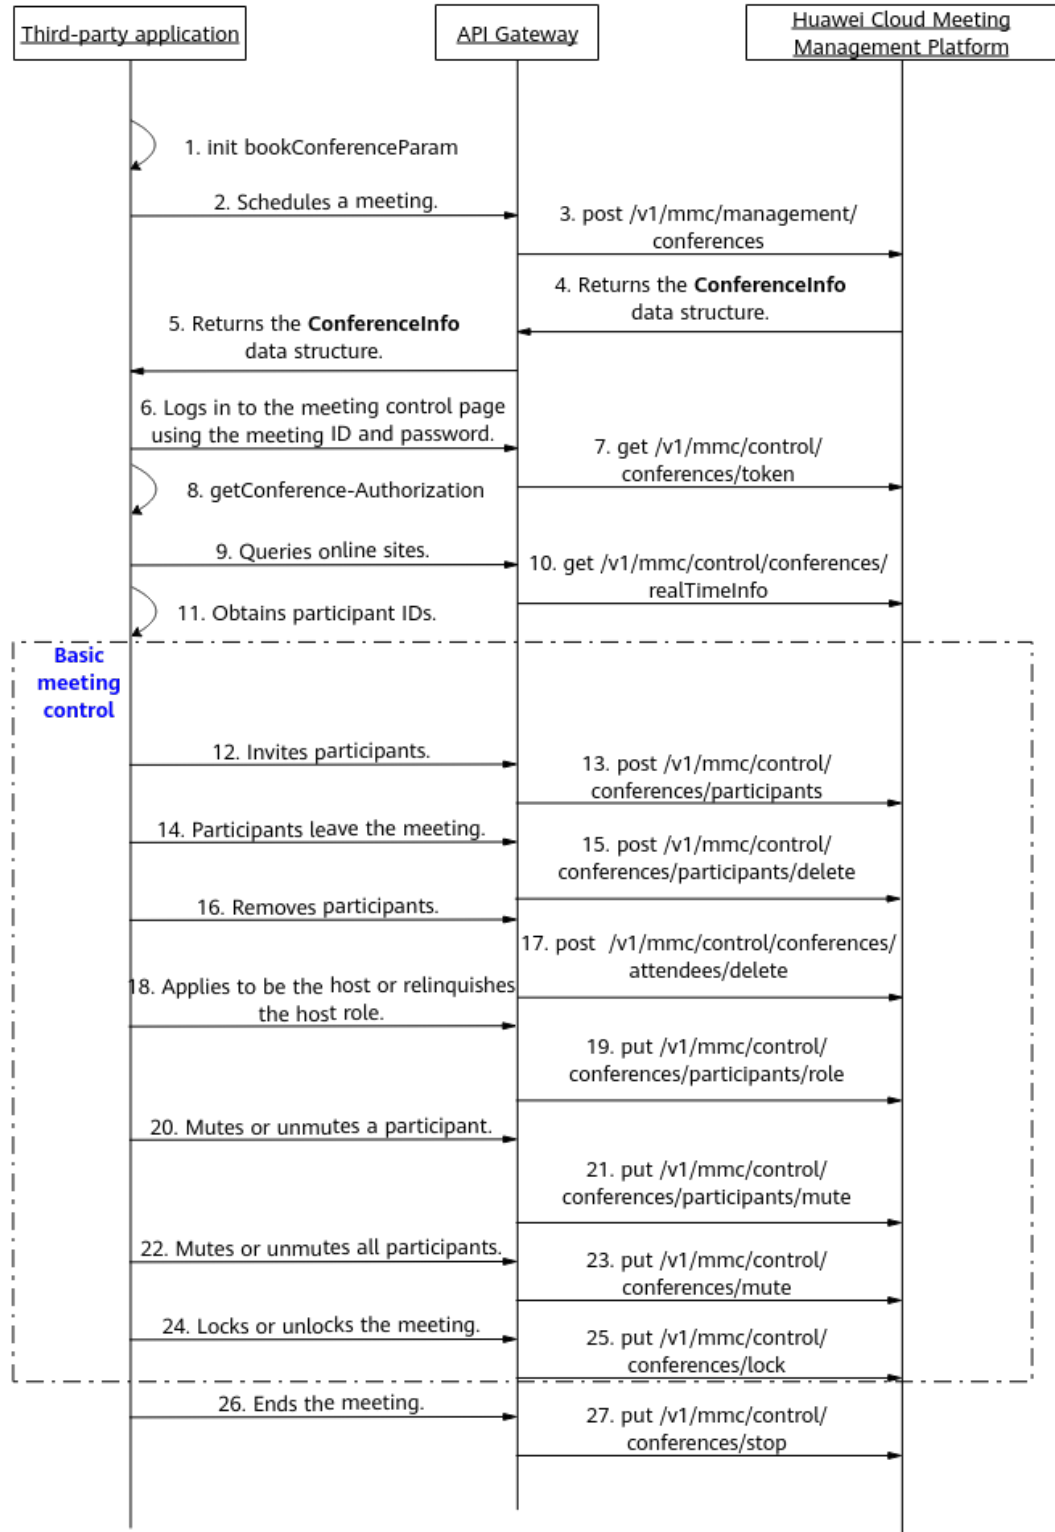 Third-party application
API Gateway
Huawei Cloud Meeting
Management Platform
1. init bookConferenceParam
2. Schedules a meeting.
3. post /v1/mmc/management/
conferences
4. Returns the ConferenceInfo
data structure.
5. Returns the ConferenceInfo
data structure.
6. Logs in to the meeting control page
using the meeting ID and password.
7. get /v1/mmc/control/
conferences/token
8. getConference-Authorization
9. Queries online sites.
10. get /v1/mmc/control/conferences/
realTimeInfo
11. Obtains participant IDs.
Basic
meeting
control
12. Invites participants.
13. post /v1/mmc/control/
conferences/participants
14. Participants leave the meeting.
15. post /v1/mmc/control/
conferences/participants/delete
16. Removes participants.
17. post /v1/mmc/control/conferences/
attendees/delete
18. Applies to be the host or relinquishes
the host role.
19. put /v1/mmc/control/
conferences/participants/role
20. Mutes or unmutes a participant.
21. put /v1/mmc/control/
conferences/participants/mute
22. Mutes or unmutes all participants.
23. put /v1/mmc/control/
conferences/mute
24. Locks or unlocks the meeting.
25. put /v1/mmc/control/
conferences/lock
26. Ends the meeting.
27. put /v1/mmc/control/
conferences/stop